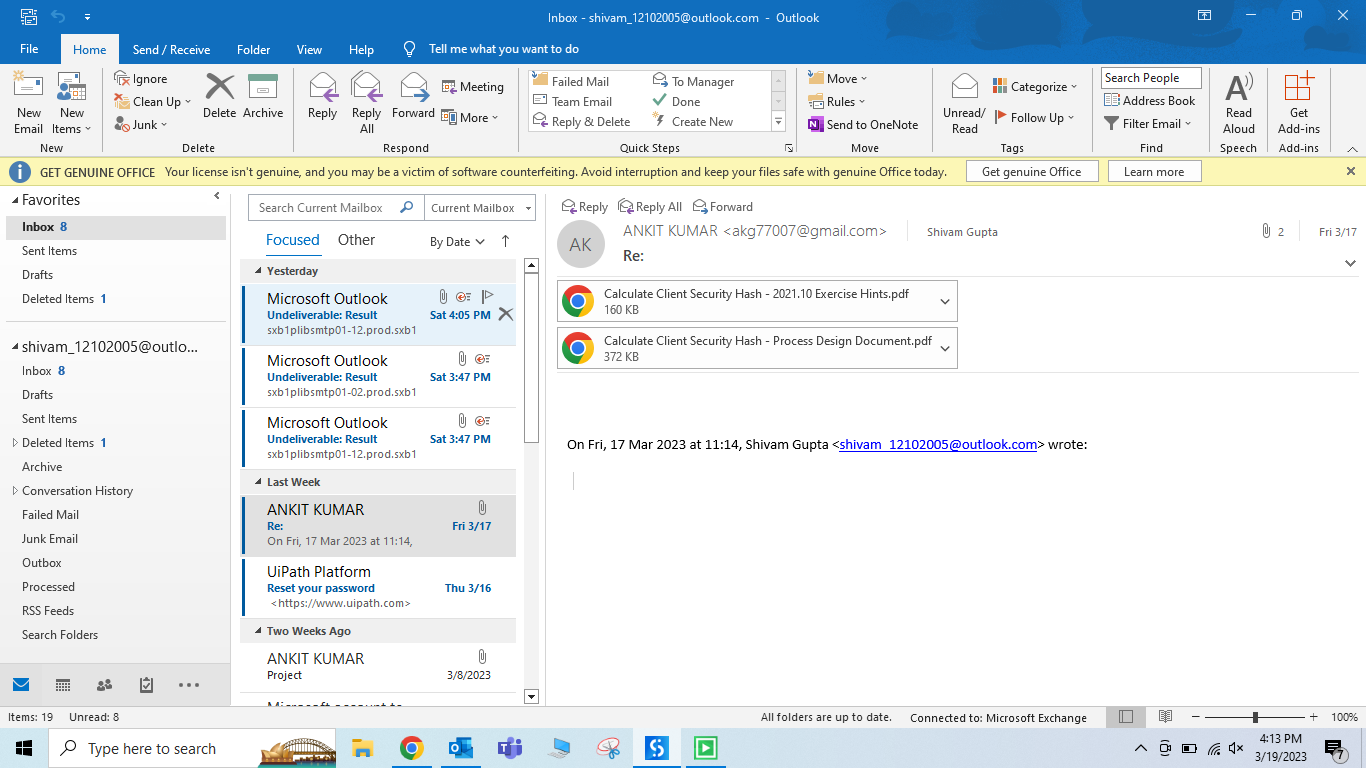 Inbox - shivam_12102005@outlook.com - Outlook
File Home Send / Receive Folder View Help Tell me what you want to do
New Email
New Items
New
Ignore
Clean Up
Junk
Delete
Archive
Delete
Reply
Reply All
Forward
Meeting
More
Respond
Failed Mail
Team Email
Reply & Delete
To Manager
Done
Create New
Quick Steps
Move
Rules
Send to OneNote
Move
Unread/ Read
Categorize
Follow Up
Tags
Search People
Address Book
Filter Email
Find
Read Aloud
Speech
Get Add-ins
Add-ins
GET GENUINE OFFICE Your license isn't genuine, and you may be a victim of software counterfeiting. Avoid interruption and keep your files safe with genuine Office today. Get genuine Office Learn more
Favorites
Inbox 8
Sent Items
Drafts
Deleted Items 1
shivam_12102005@outlo...
Inbox 8
Drafts
Sent Items
Deleted Items 1
Archive
Conversation History
Failed Mail
Junk Email
Outbox
Processed
RSS Feeds
Search Folders
Search Current Mailbox Current Mailbox
Focused Other By Date
Yesterday
Microsoft Outlook
Undeliverable: Result Sat 4:05 PM
sxb1plibsmtp01-12.prod.sxb1
Microsoft Outlook
Undeliverable: Result Sat 3:47 PM
sxb1plibsmtp01-02.prod.sxb1
Microsoft Outlook
Undeliverable: Result Sat 3:47 PM
sxb1plibsmtp01-12.prod.sxb1
Last Week
ANKIT KUMAR
Re: Fri 3/17
On Fri, 17 Mar 2023 at 11:14,
UiPath Platform
Reset your password Thu 3/16
<https://www.uipath.com>
Two Weeks Ago
ANKIT KUMAR
Project 3/8/2023
Microsoft account to
Reply Reply All Forward
AK
ANKIT KUMAR <akg77007@gmail.com> Shivam Gupta 2 Fri 3/17
Re:
Calculate Client Security Hash - 2021.10 Exercise Hints.pdf
160 KB
Calculate Client Security Hash - Process Design Document.pdf
372 KB
On Fri, 17 Mar 2023 at 11:14, Shivam Gupta <shivam_12102005@outlook.com> wrote:
Items: 19 Unread: 8 All folders are up to date. Connected to: Microsoft Exchange 100%
Type here to search
4:13 PM
3/19/2023
7